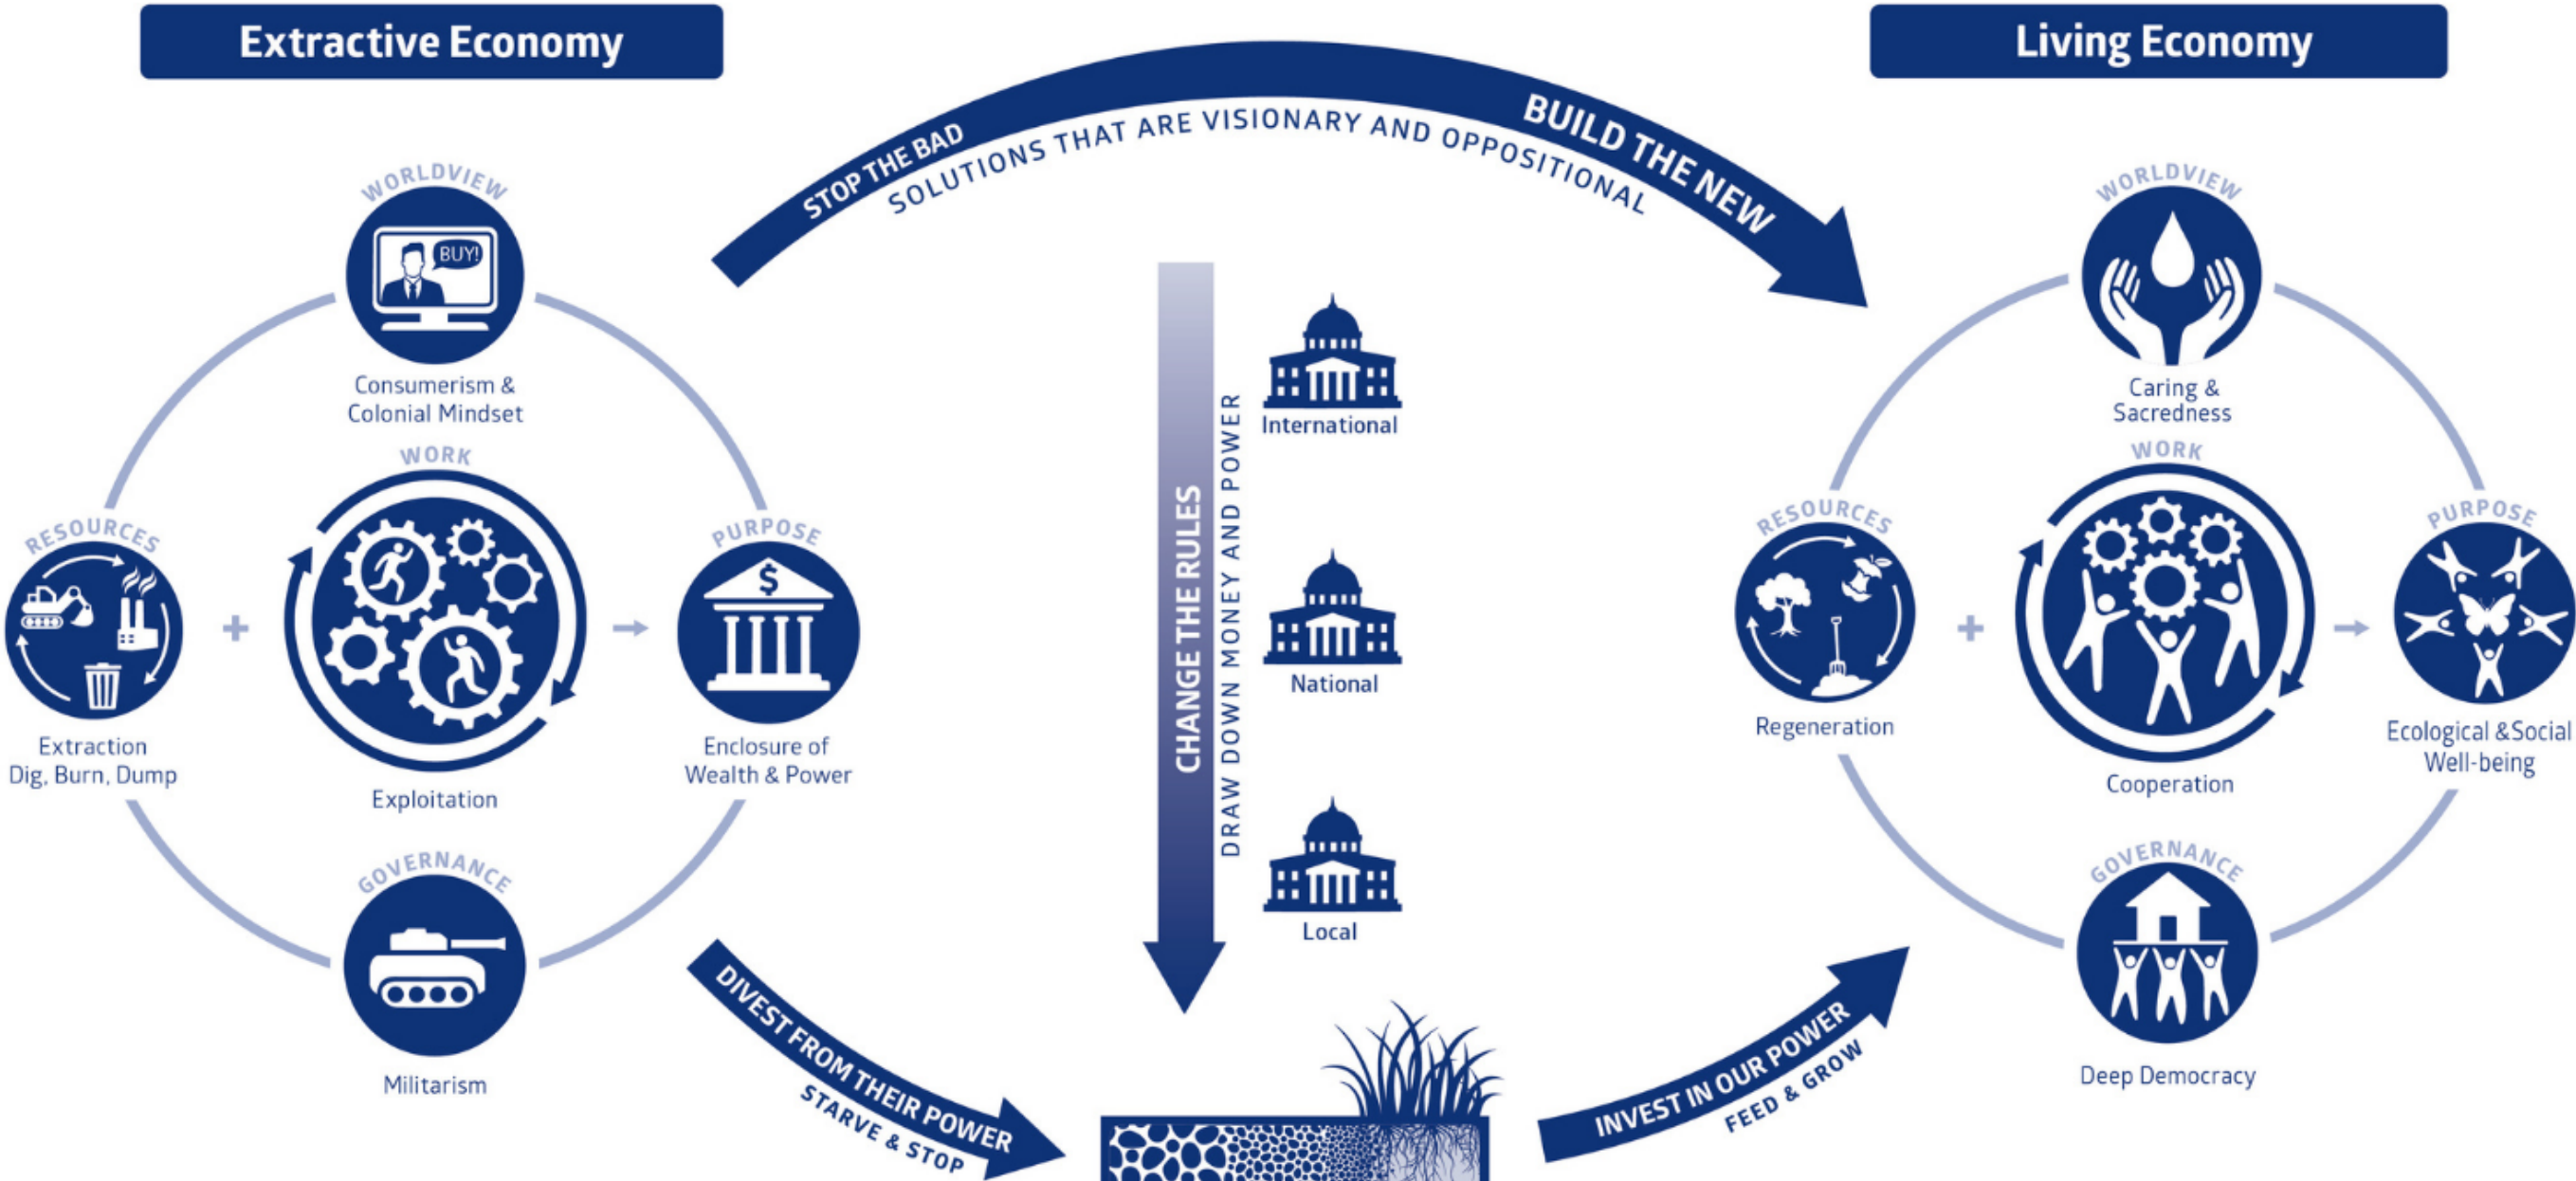 Extractive Economy
WORLDVIEW
BUY!
Consumerism &
Colonial Mindset
WORK
RESOURCES
PURPOSE
+
$
Extraction
Dig, Burn, Dump
Exploitation
Enclosure of
Wealth & Power
GOVERNANCE
Militarism
STOP THE BAD
BUILD THE NEW
SOLUTIONS THAT ARE VISIONARY AND OPPOSITIONAL
CHANGE THE RULES
DRAW DOWN MONEY AND POWER
International
National
Local
DIVEST FROM THEIR POWER
STARVE & STOP
INVEST IN OUR POWER
FEED & GROW
Living Economy
WORLDVIEW
Caring &
Sacredness
WORK
RESOURCES
PURPOSE
+
Regeneration
Cooperation
Ecological & Social
Well-being
GOVERNANCE
Deep Democracy